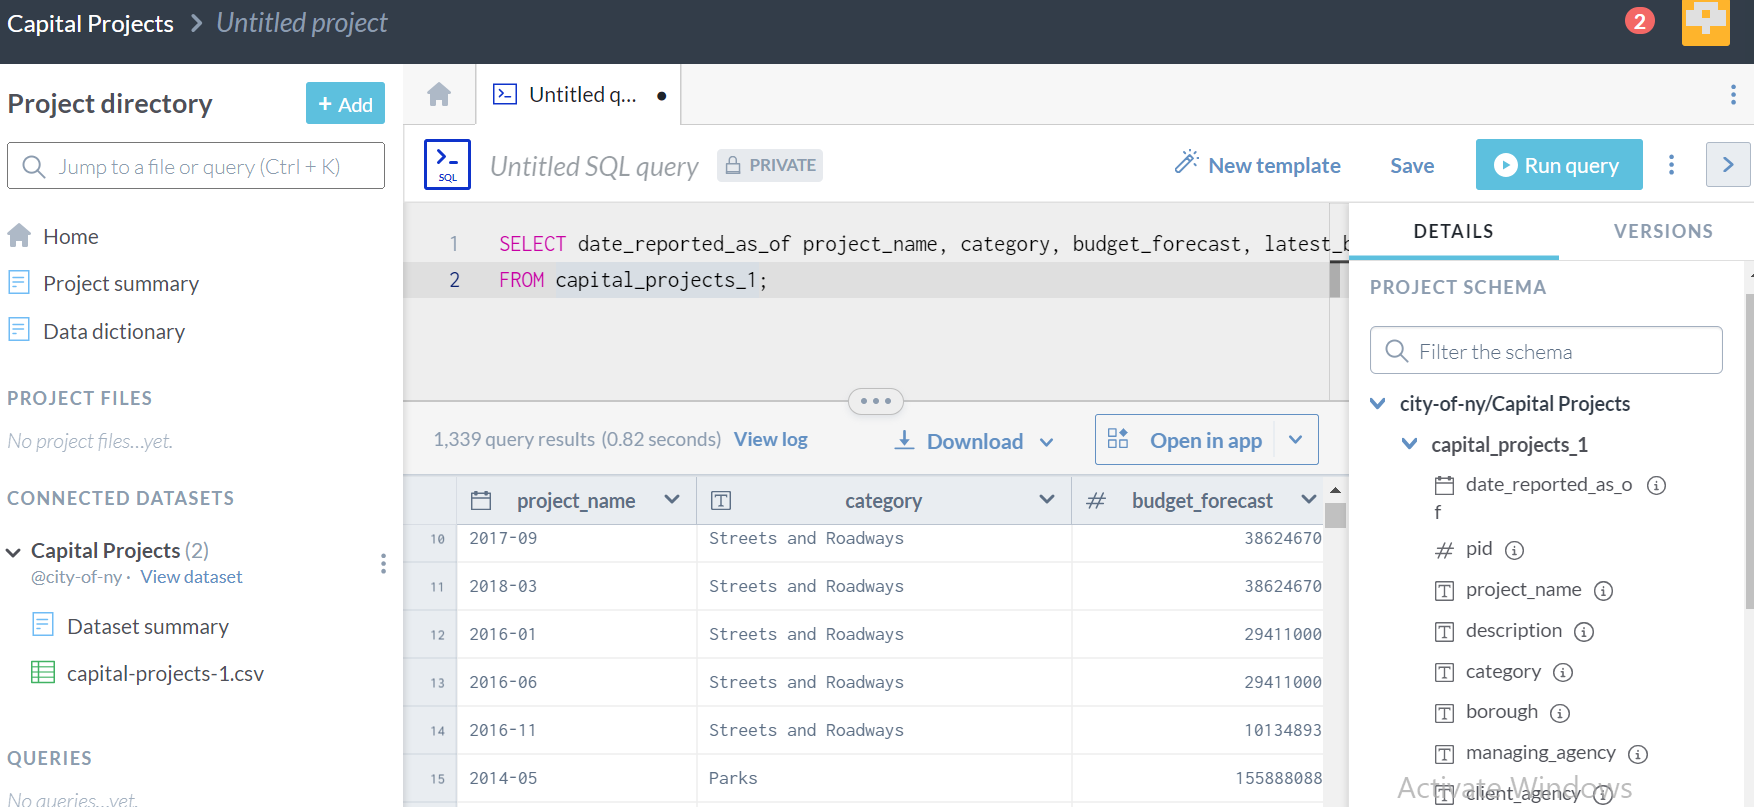 Capital Projects > Untitled project
2
Project directory
+ Add
Jump to a file or query (Ctrl + K)
Home
Project summary
Data dictionary
PROJECT FILES
No project files...yet.
CONNECTED DATASETS
Capital Projects (2)
@city-of-ny · View dataset
Dataset summary
capital-projects-1.csv
QUERIES
No queries...yet.
Untitled q...
SQL
Untitled SQL query
PRIVATE
New template
Save
Run query
1 SELECT date_reported_as_of project_name, category, budget_forecast, latest_b
2 FROM capital_projects_1;
1,339 query results (0.82 seconds) View log
Download
Open in app
project_name category # budget_forecast
10 2017-09 Streets and Roadways 38624670
11 2018-03 Streets and Roadways 38624670
12 2016-01 Streets and Roadways 29411000
13 2016-06 Streets and Roadways 29411000
14 2016-11 Streets and Roadways 10134893
15 2014-05 Parks 155888088
DETAILS VERSIONS
PROJECT SCHEMA
Filter the schema
city-of-ny/Capital Projects
capital_projects_1
date_reported_as_o
f
# pid
T project_name
T description
T category
T borough
T managing_agency
T client_agency
Activate Windows